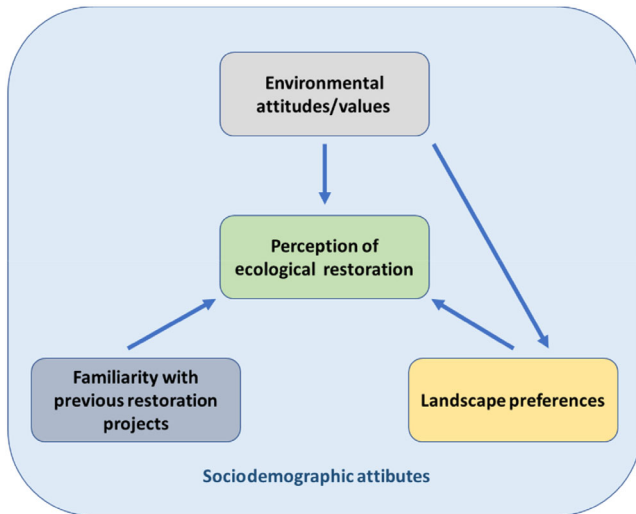 Environmental
attitudes/values
Perception of
ecological restoration
Familiarity with
previous restoration
projects
Landscape preferences
Sociodemographic attibutes